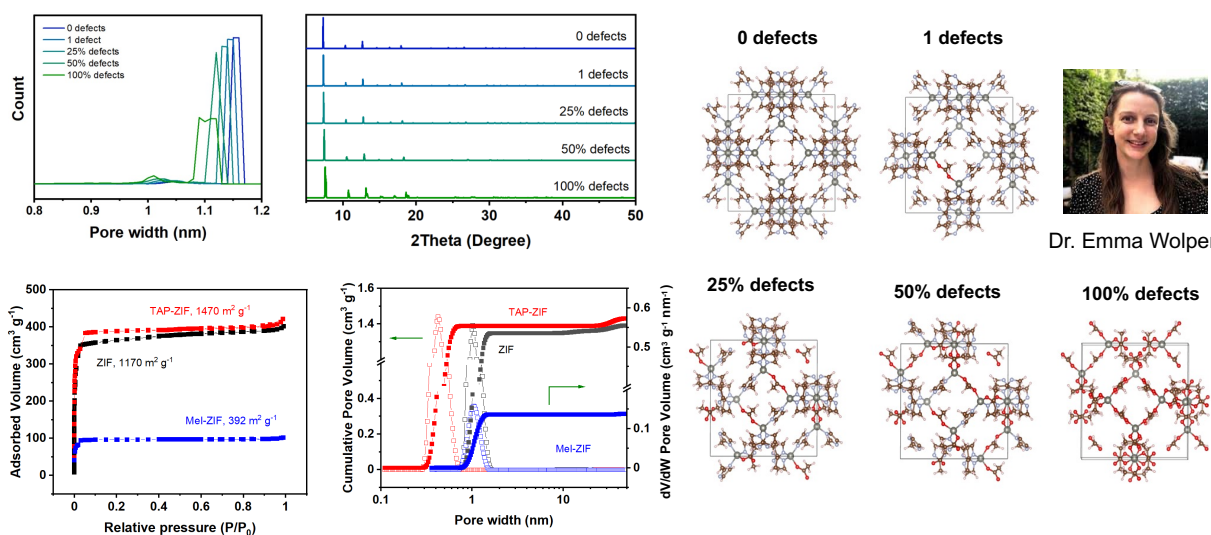 0 defects
1 defect
25% defects
50% defects
100% defects
Count
0.8
0.9
1
1.1
1.2
Pore width (nm)
0 defects
1 defects
25% defects
50% defects
100% defects
10
20
30
40
50
2Theta (Degree)
0 defects
1 defect
Dr. Emma Wolper
500
400
300
200
100
0
Adsorbed Volume (cm³ g⁻¹)
TAP-ZIF, 1470 m² g⁻¹
ZIF, 1170 m² g⁻¹
Mel-ZIF, 392 m² g⁻¹
0
0.2
0.4
0.6
0.8
1
Relative pressure (P/P₀)
1.6
1.4
0.4
0.2
0
Cumulative Pore Volume (cm³ g⁻¹)
TAP-ZIF
ZIF
Mel-ZIF
0.1
1
10
Pore width (nm)
0.6
0.5
0.1
0
dV/dW Pore Volume (cm³ g⁻¹ nm⁻¹)
25% defects
50% defects
100% defects